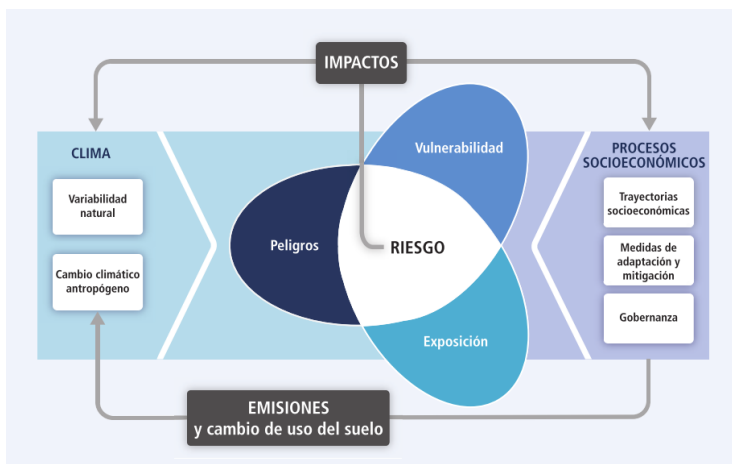 IMPACTOS
CLIMA
Variabilidad
natural
Cambio climático
antropógeno
Vulnerabilidad
Peligros
RIESGO
Exposición
PROCESOS
SOCIOECONÓMICOS
Trayectorias
socioeconómicas
Medidas de
adaptación y
mitigación
Gobernanza
EMISIONES
y cambio de uso del suelo